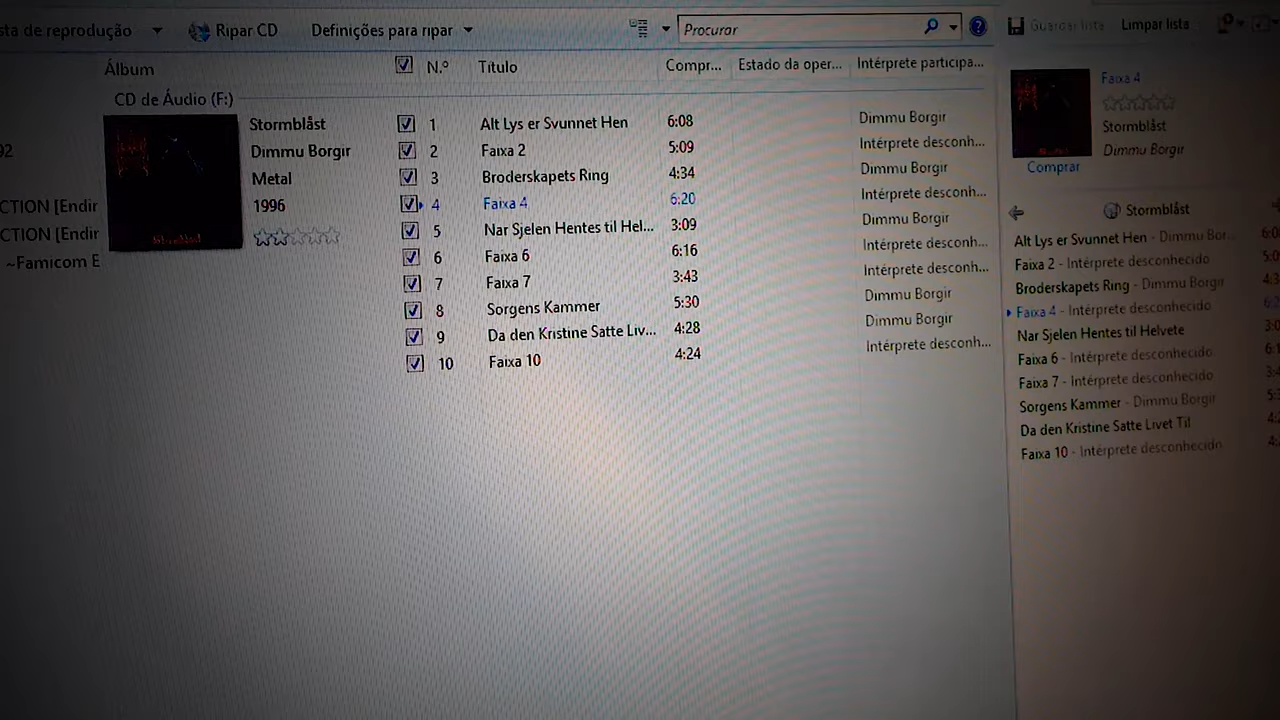 sta de reprodução Ripar CD Definições para ripar Procurar Guardar lista Limpar lista
Álbum N.º Título Compr... Estado da oper... Intérprete participa...
CD de Áudio (F:)
Stormblåst
Dimmu Borgir
Metal
1996
92
CTION [Endir
CTION [Endir
~Famicom E
1 Alt Lys er Svunnet Hen 6:08 Dimmu Borgir
2 Faixa 2 5:09 Intérprete desconh...
3 Broderskapets Ring 4:34 Dimmu Borgir
4 Faixa 4 6:20 Intérprete desconh...
5 Nar Sjelen Hentes til Hel... 3:09 Dimmu Borgir
6 Faixa 6 6:16 Intérprete desconh...
7 Faixa 7 3:43 Intérprete desconh...
8 Sorgens Kammer 5:30 Dimmu Borgir
9 Da den Kristine Satte Liv... 4:28 Dimmu Borgir
10 Faixa 10 4:24 Intérprete desconh...
Faixa 4
Stormblåst
Dimmu Borgir
Comprar
Stormblåst
Alt Lys er Svunnet Hen - Dimmu Bor...
Faixa 2 - Intérprete desconhecido
Broderskapets Ring - Dimmu Borgir
Faixa 4 - Intérprete desconhecido
Nar Sjelen Hentes til Helvete
Faixa 6 - Intérprete desconhecido
Faixa 7 - Intérprete desconhecido
Sorgens Kammer - Dimmu Borgir
Da den Kristine Satte Livet Til
Faixa 10 - Intérprete desconhecido